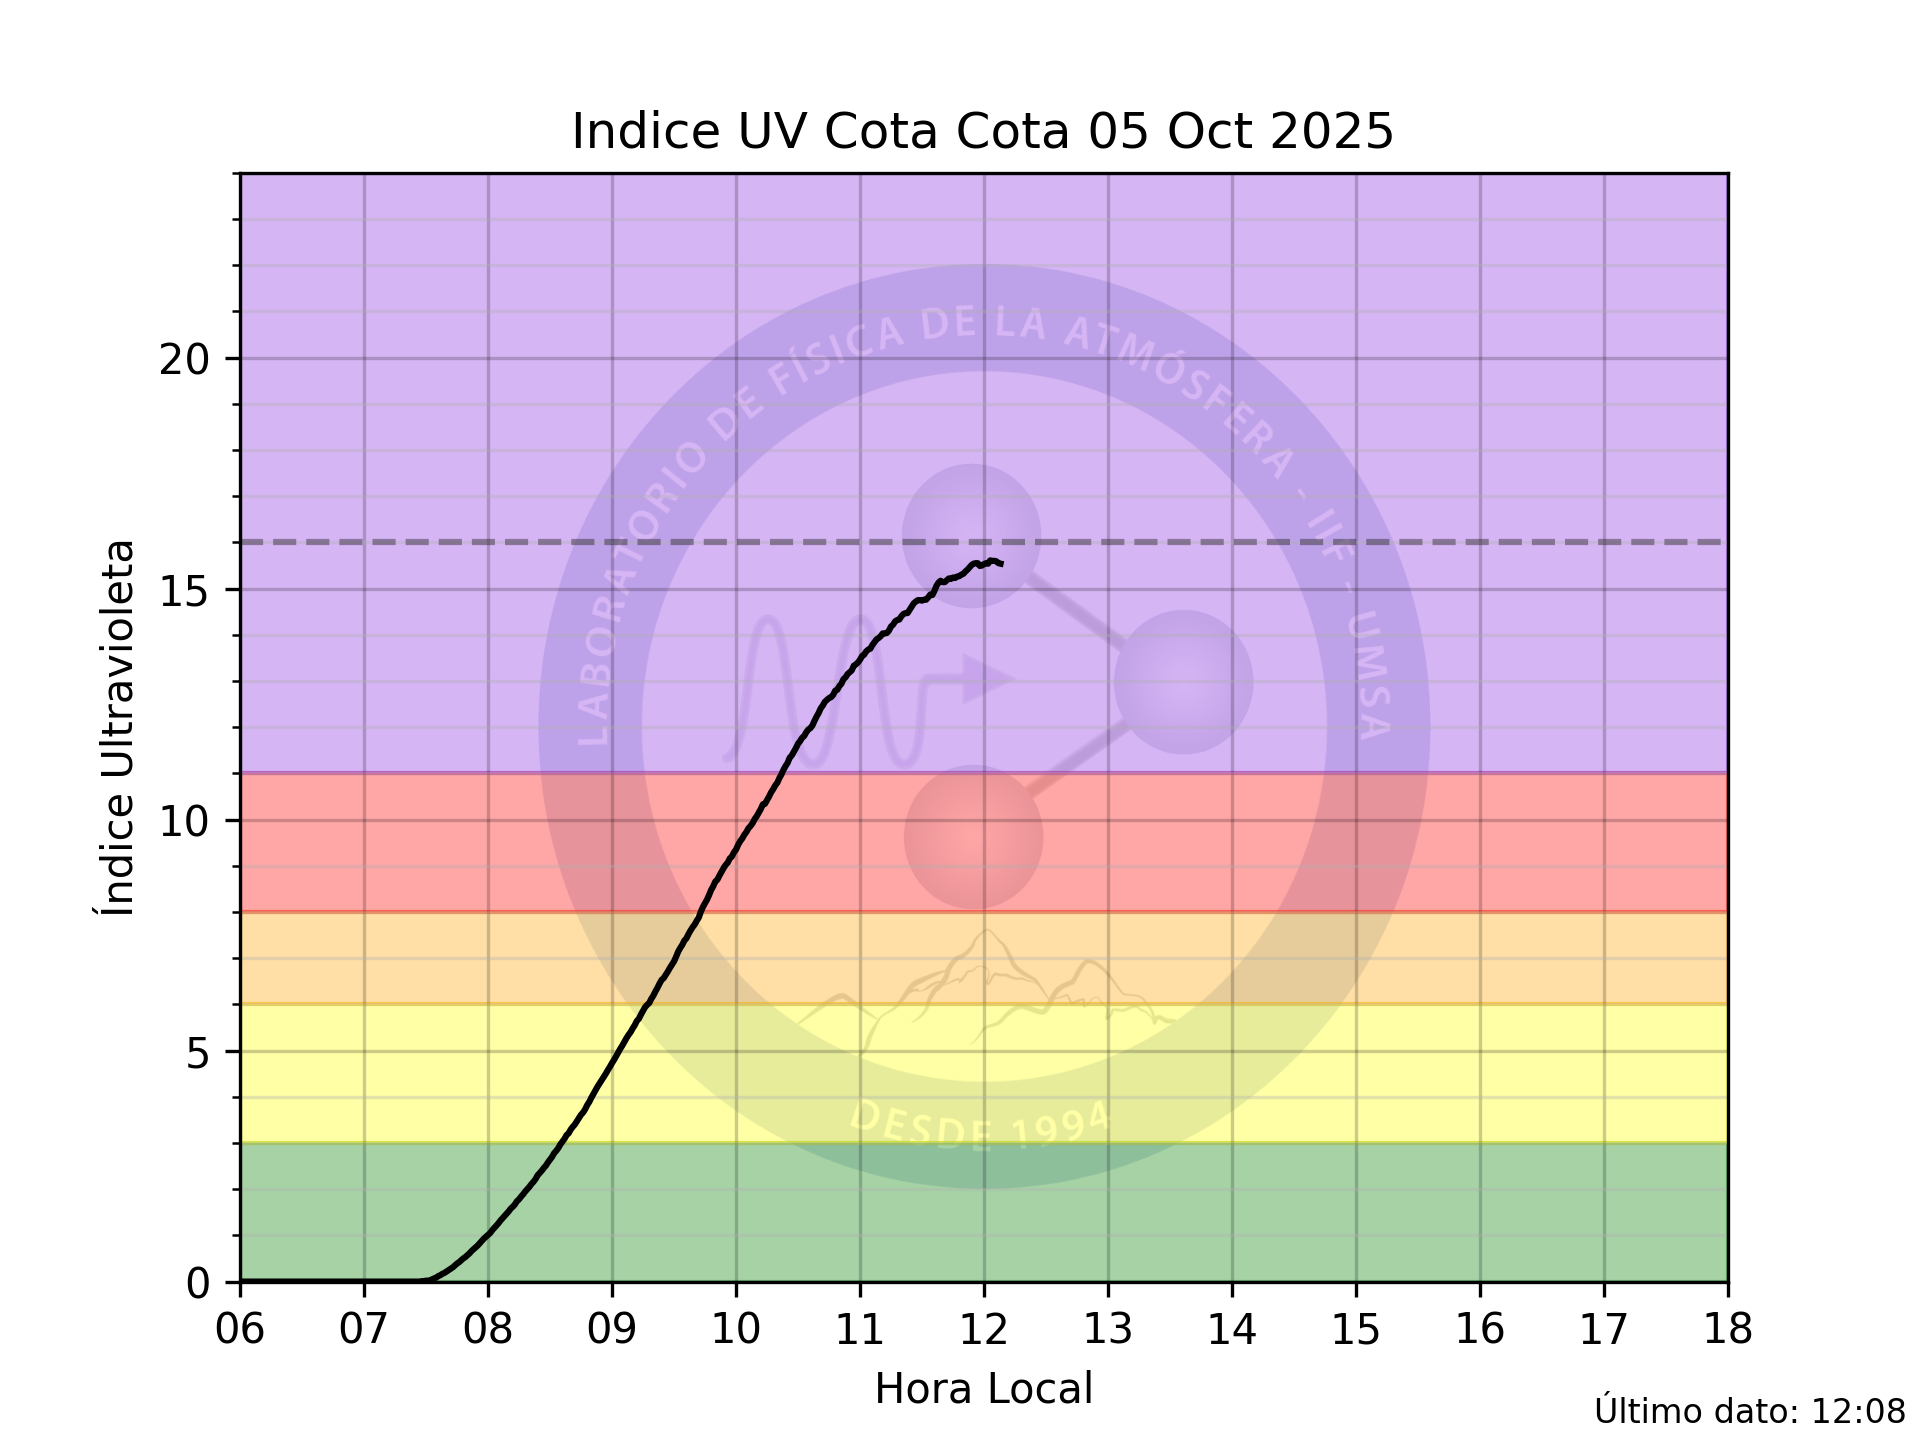 Indice UV Cota Cota 05 Oct 2025
LABORATORIO DE FÍSICA DE LA ATMÓSFERA - IIF - UMSA
DESDE 1994
Índice Ultravioleta
20
15
10
5
0
06 07 08 09 10 11 12 13 14 15 16 17 18
Hora Local
Último dato: 12:08